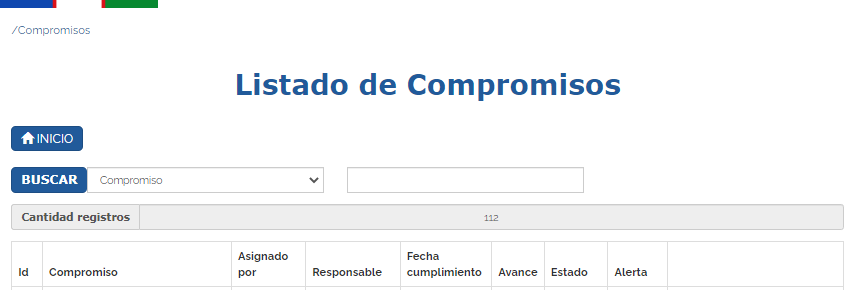 /Compromisos
Listado de Compromisos
INICIO
BUSCAR Compromiso
Cantidad registros 112
Id Compromiso Asignado por Responsable Fecha cumplimiento Avance Estado Alerta